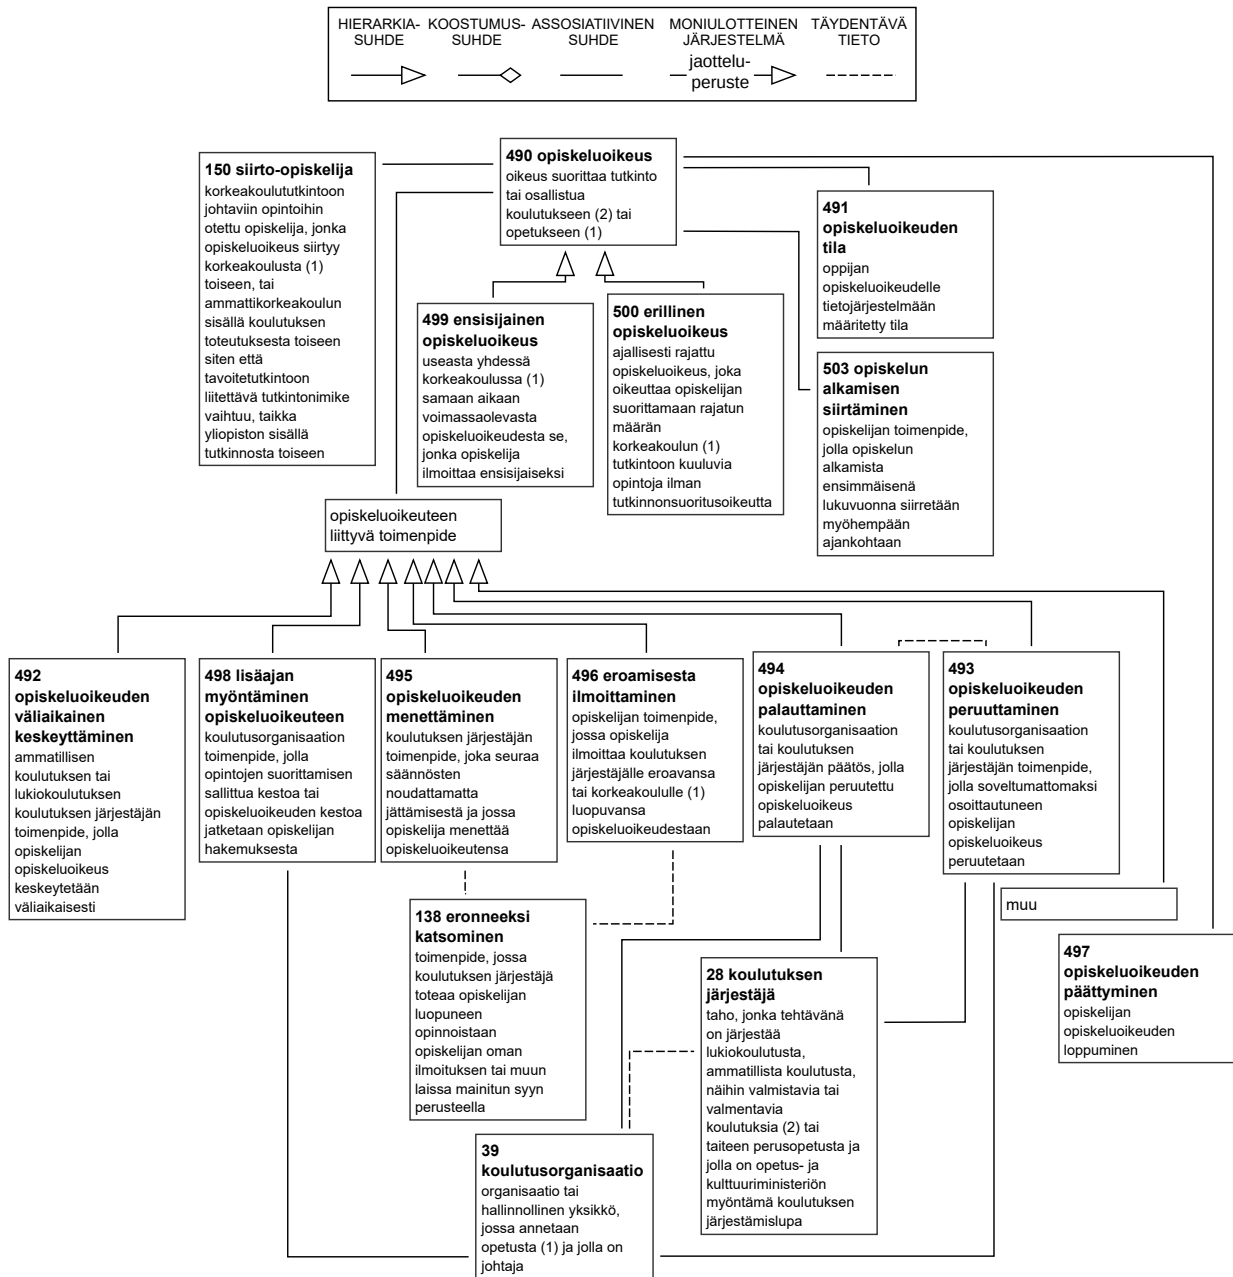 HIERARKIA-
SUHDE
KOOSTUMUS-
SUHDE
ASSOSIATIIVINEN
SUHDE
MONIULOTTEINEN
JÄRJESTELMÄ
jaottelu-
peruste
TÄYDENTÄVÄ
TIETO
150 siirto-opiskelija
korkeakoulututkintoon
johtaviin opintoihin
otettu opiskelija, jonka
opiskeluoikeus siirtyy
korkeakoulusta (1)
toiseen, tai
ammattikorkeakoulun
sisällä koulutuksen
toteutuksesta toiseen
siten että
tavoitetutkintoon
liitettävä tutkintonimike
vaihtuu, taikka
yliopiston sisällä
tutkinnosta toiseen
490 opiskeluoikeus
oikeus suorittaa tutkinto
tai osallistua
koulutukseen (2) tai
opetukseen (1)
491
opiskeluoikeuden
tila
oppijan
opiskeluoikeudelle
tietojärjestelmään
määritetty tila
499 ensisijainen
opiskeluoikeus
useasta yhdessä
korkeakoulussa (1)
samaan aikaan
voimassaolevasta
opiskeluoikeudesta se,
jonka opiskelija
ilmoittaa ensisijaiseksi
500 erillinen
opiskeluoikeus
ajallisesti rajattu
opiskeluoikeus, joka
oikeuttaa opiskelijan
suorittamaan rajatun
määrän
korkeakoulun (1)
tutkintoon kuuluvia
opintoja ilman
tutkinnonsuoritusoikeutta
503 opiskelun
alkamisen
siirtäminen
opiskelijan toimenpide,
jolla opiskelun
alkamista
ensimmäisenä
lukuvuonna siirretään
myöhempään
ajankohtaan
opiskeluoikeuteen
liittyvä toimenpide
492
opiskeluoikeuden
väliaikainen
keskeyttäminen
ammatillisen
koulutuksen tai
lukiokoulutuksen
koulutuksen järjestäjän
toimenpide, jolla
opiskelijan
opiskeluoikeus
keskeytetään
väliaikaisesti
498 lisäajan
myöntäminen
opiskeluoikeuteen
koulutusorganisaation
toimenpide, jolla
opintojen suorittamisen
sallittua kestoa tai
opiskeluoikeuden kestoa
jatketaan opiskelijan
hakemuksesta
495
opiskeluoikeuden
menettäminen
koulutuksen järjestäjän
toimenpide, joka seuraa
säännösten
noudattamatta
jättämisestä ja jossa
opiskelija menettää
opiskeluoikeutensa
496 eroamisesta
ilmoittaminen
opiskelijan toimenpide,
jossa opiskelija
ilmoittaa koulutuksen
järjestäjälle eroavansa
tai korkeakoululle (1)
luopuvansa
opiskeluoikeudestaan
494
opiskeluoikeuden
palauttaminen
koulutusorganisaation
tai koulutuksen
järjestäjän päätös, jolla
opiskelijan peruutettu
opiskeluoikeus
palautetaan
493
opiskeluoikeuden
peruuttaminen
koulutusorganisaation
tai koulutuksen
järjestäjän toimenpide,
jolla soveltumattomaksi
osoittautuneen
opiskelijan
opiskeluoikeus
peruutetaan
muu
138 eronneeksi
katsominen
toimenpide, jossa
koulutuksen järjestäjä
toteaa opiskelijan
luopuneen
opinnoistaan
opiskelijan oman
ilmoituksen tai muun
laissa mainitun syyn
perusteella
28 koulutuksen
järjestäjä
taho, jonka tehtävänä
on järjestää
lukiokoulutusta,
ammatillista koulutusta,
näihin valmistavia tai
valmentavia
koulutuksia (2) tai
taiteen perusopetusta ja
jolla on opetus- ja
kulttuuriministeriön
myöntämä koulutuksen
järjestämislupa
497
opiskeluoikeuden
päättyminen
opiskelijan
opiskeluoikeuden
loppuminen
39
koulutusorganisaatio
organisaatio tai
hallinnollinen yksikkö,
jossa annetaan
opetusta (1) ja jolla on
johtaja